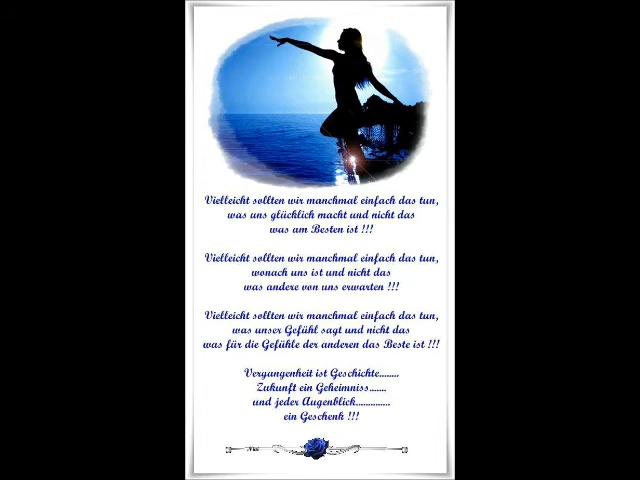 Vielleicht sollten wir manchmal einfach das tun,
was uns glücklich macht und nicht das
was am Besten ist !!!
Vielleicht sollten wir manchmal einfach das tun,
wonach uns ist und nicht das
was andere von uns erwarten !!!
Vielleicht sollten wir manchmal einfach das tun,
was unser Gefühl sagt und nicht das
was für die Gefühle der anderen das Beste ist !!!
Vergangenheit ist Geschichte........
Zukunft ein Geheimniss.......
und jeder Augenblick...............
ein Geschenk !!!